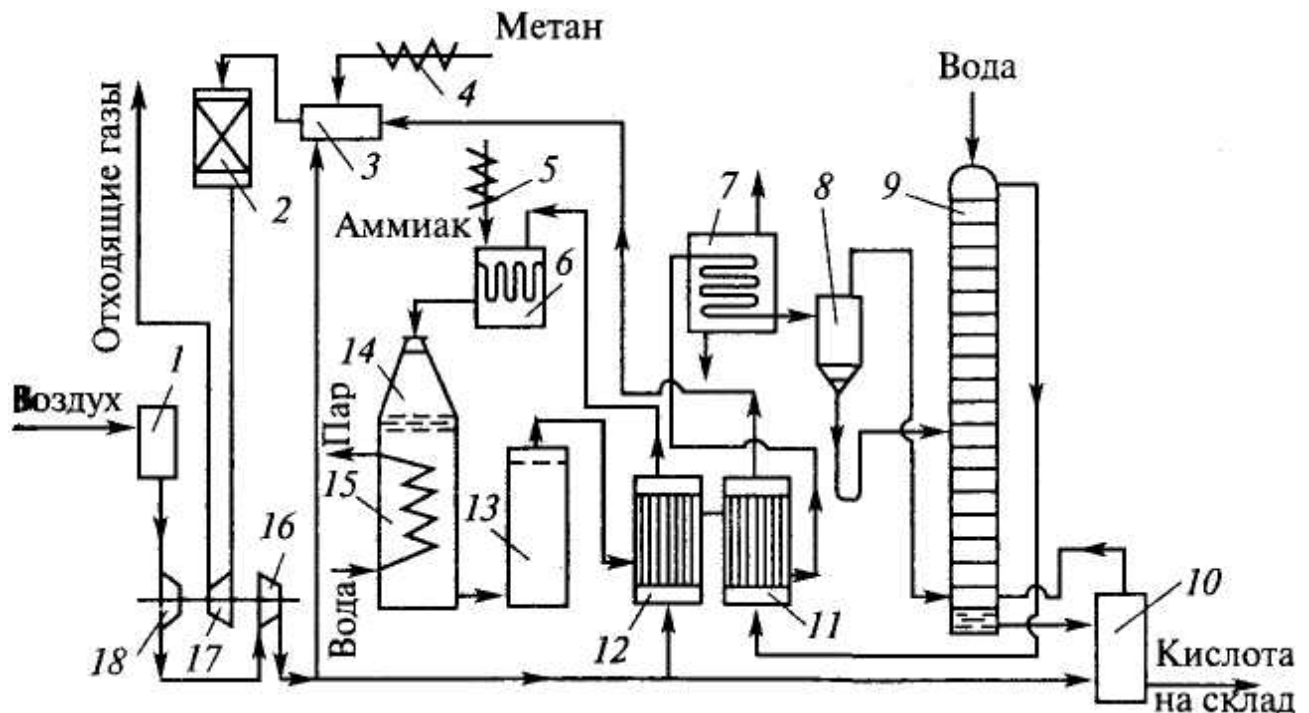 Метан
4
Вода
3
2
5
Аммиак
6
7
8
9
Отходящие газы
1
Воздух
14
Пар
15
13
16
Вода
18
17
12
11
10
Кислота
на склад